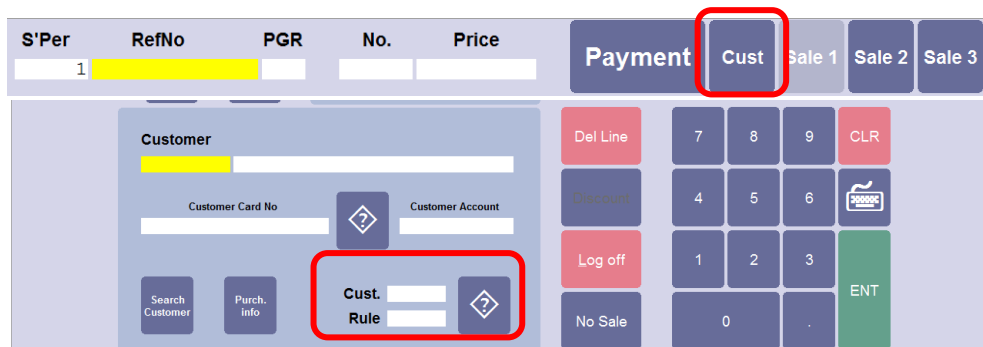 S'Per RefNo PGR No. Price Payment Cust Sale 1 Sale 2 Sale 3
1
Customer
Del Line 7 8 9 CLR
Customer Card No Customer Account
? 
Discount 4 5 6
Search Customer
Purch. info
Cust.
Rule
?
Log off 1 2 3
ENT
No Sale 0 .